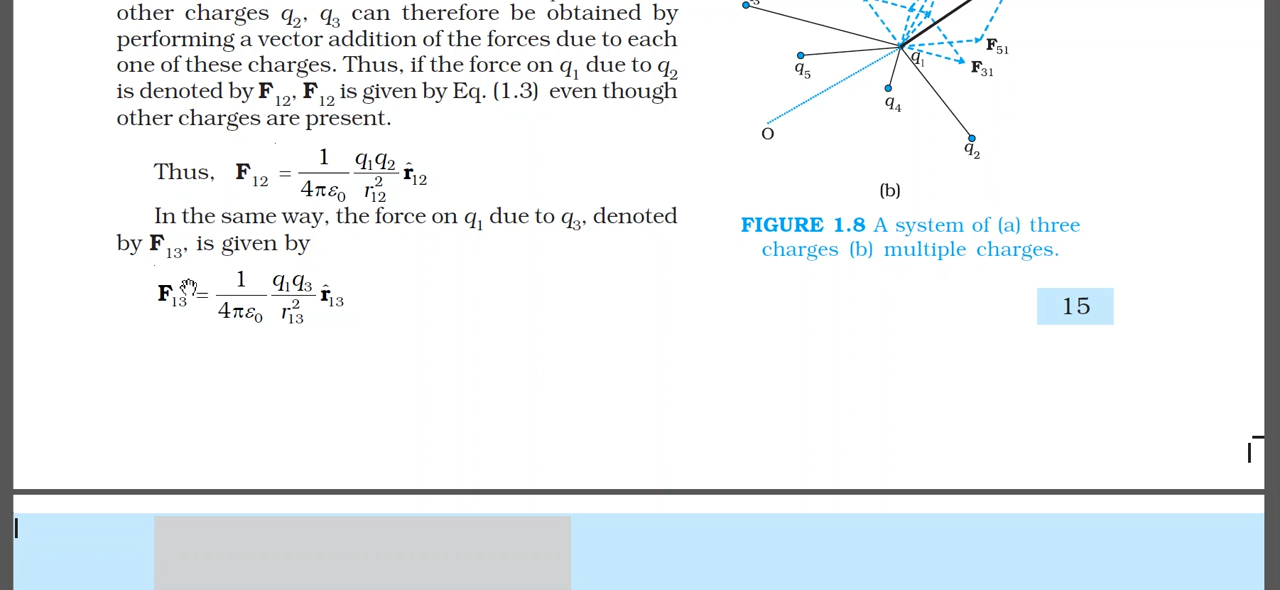 other charges q₂, q₃ can therefore be obtained by
performing a vector addition of the forces due to each
one of these charges. Thus, if the force on q₁ due to q₂
is denoted by F₁₂, F₁₂ is given by Eq. (1.3) even though
other charges are present.
Thus, F₁₂ = 1/(4πε₀) q₁q₂/r₁₂² r̂₁₂
In the same way, the force on q₁ due to q₃, denoted
by F₁₃, is given by
F₁₃ = 1/(4πε₀) q₁q₃/r₁₃² r̂₁₃
F₅₁
q₁
F₃₁
q₅
q₄
O
q₂
(b)
FIGURE 1.8 A system of (a) three
charges (b) multiple charges.
15